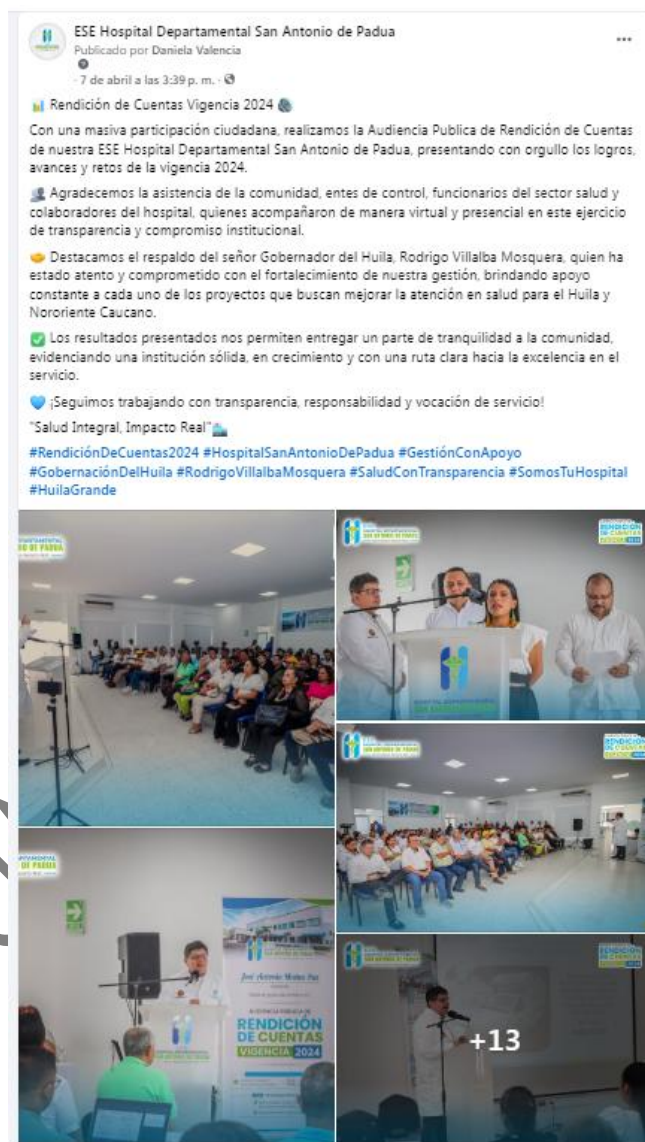 ESE Hospital Departamental San Antonio de Padua
Publicado por Daniela Valencia
· 7 de abril a las 3:39 p. m. ·
Rendición de Cuentas Vigencia 2024
Con una masiva participación ciudadana, realizamos la Audiencia Publica de Rendición de Cuentas
de nuestra ESE Hospital Departamental San Antonio de Padua, presentando con orgullo los logros,
avances y retos de la vigencia 2024.
Agradecemos la asistencia de la comunidad, entes de control, funcionarios del sector salud y
colaboradores del hospital, quienes acompañaron de manera virtual y presencial en este ejercicio
de transparencia y compromiso institucional.
Destacamos el respaldo del señor Gobernador del Huila, Rodrigo Villalba Mosquera, quien ha
estado atento y comprometido con el fortalecimiento de nuestra gestión, brindando apoyo
constante a cada uno de los proyectos que buscan mejorar la atención en salud para el Huila y
Nororiente Caucano.
Los resultados presentados nos permiten entregar un parte de tranquilidad a la comunidad,
evidenciando una institución sólida, en crecimiento y con una ruta clara hacia la excelencia en el
servicio.
¡Seguimos trabajando con transparencia, responsabilidad y vocación de servicio!
"Salud Integral, Impacto Real"
#RendiciónDeCuentas2024 #HospitalSanAntonioDePadua #GestiónConApoyo
#GobernaciónDelHuila #RodrigoVillalbaMosquera #SaludConTransparencia #SomosTuHospital
#HuilaGrande
RENDICIÓN
DE CUENTAS
VIGENCIA 2024
+13